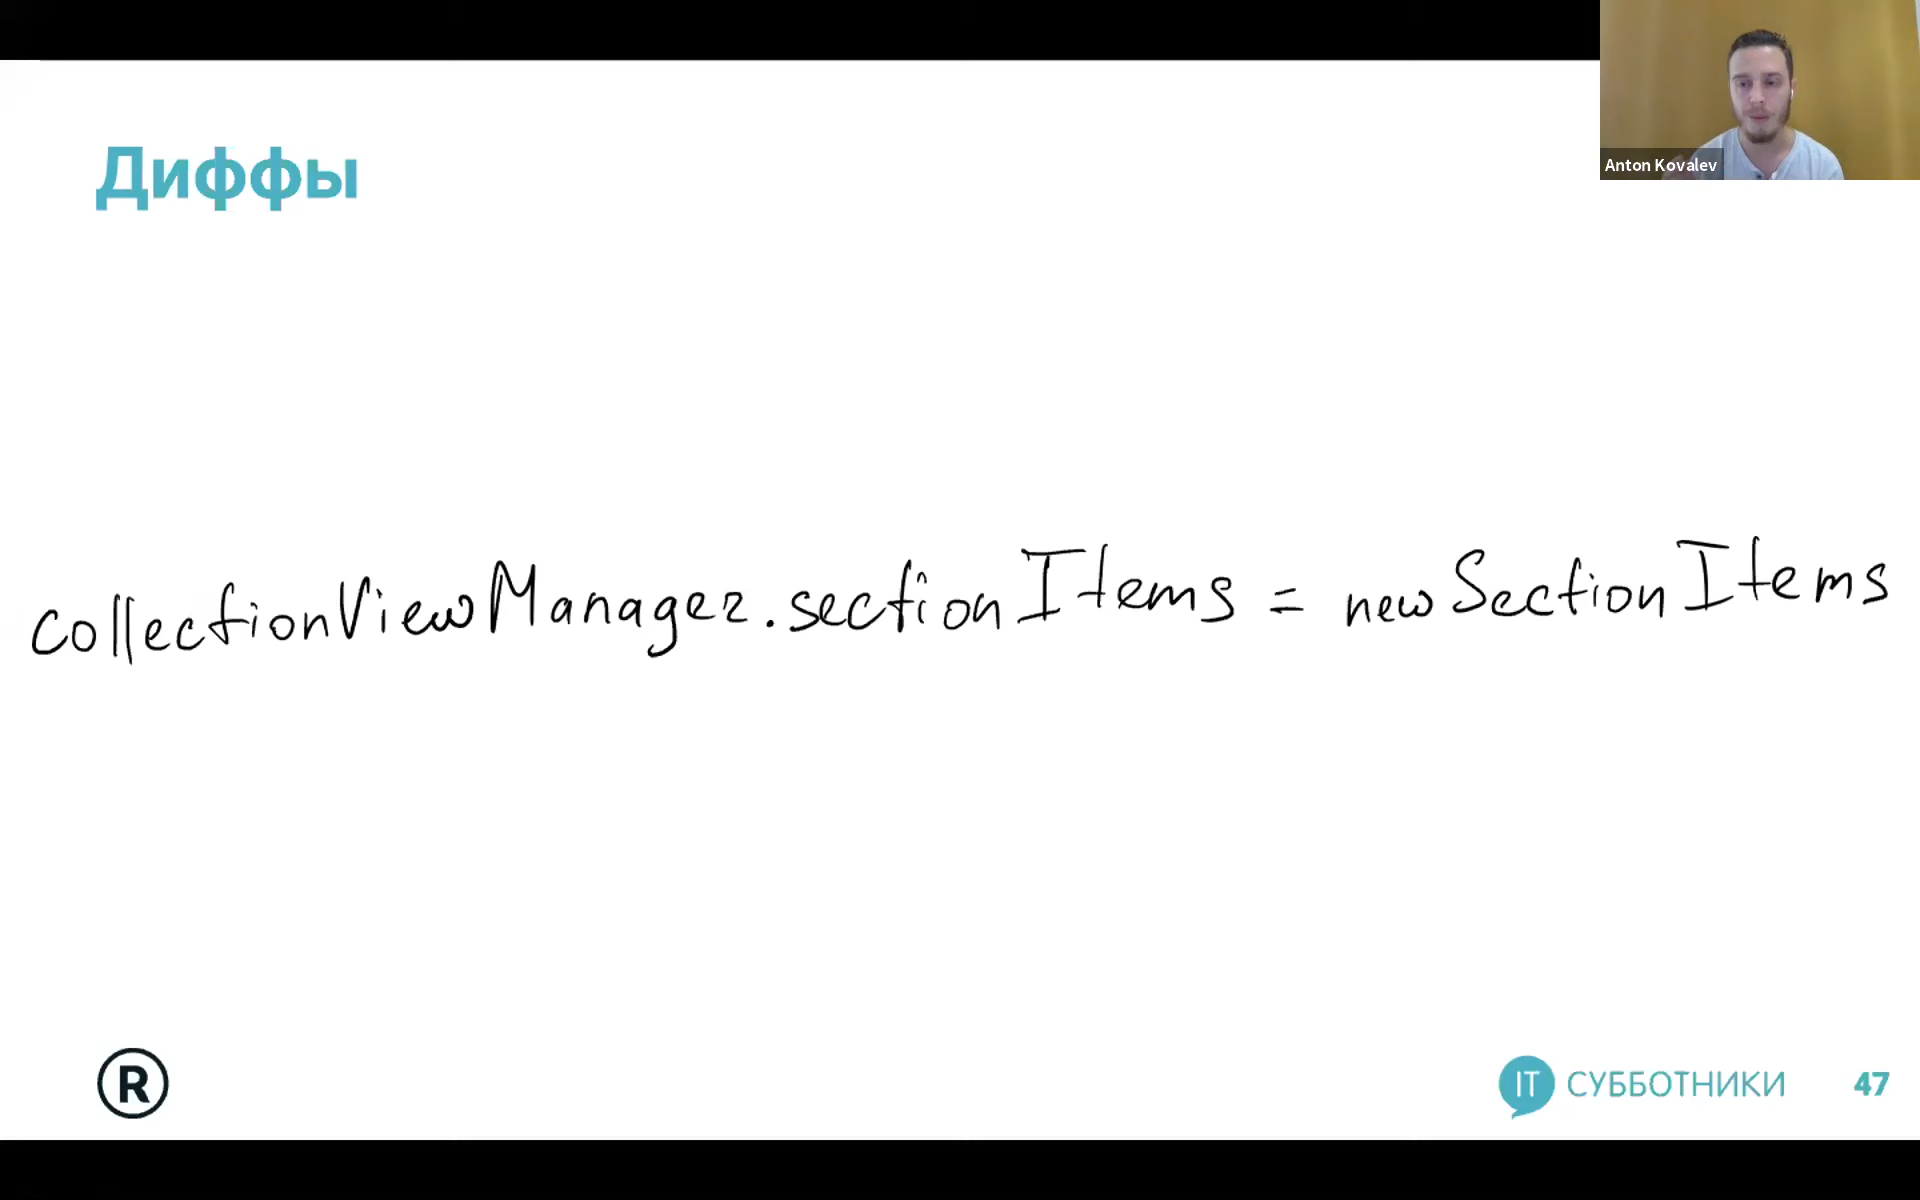 Anton Kovalev
Диффы
collectionViewManager.sectionItems = newSectionItems
R
IT СУББОТНИКИ 47